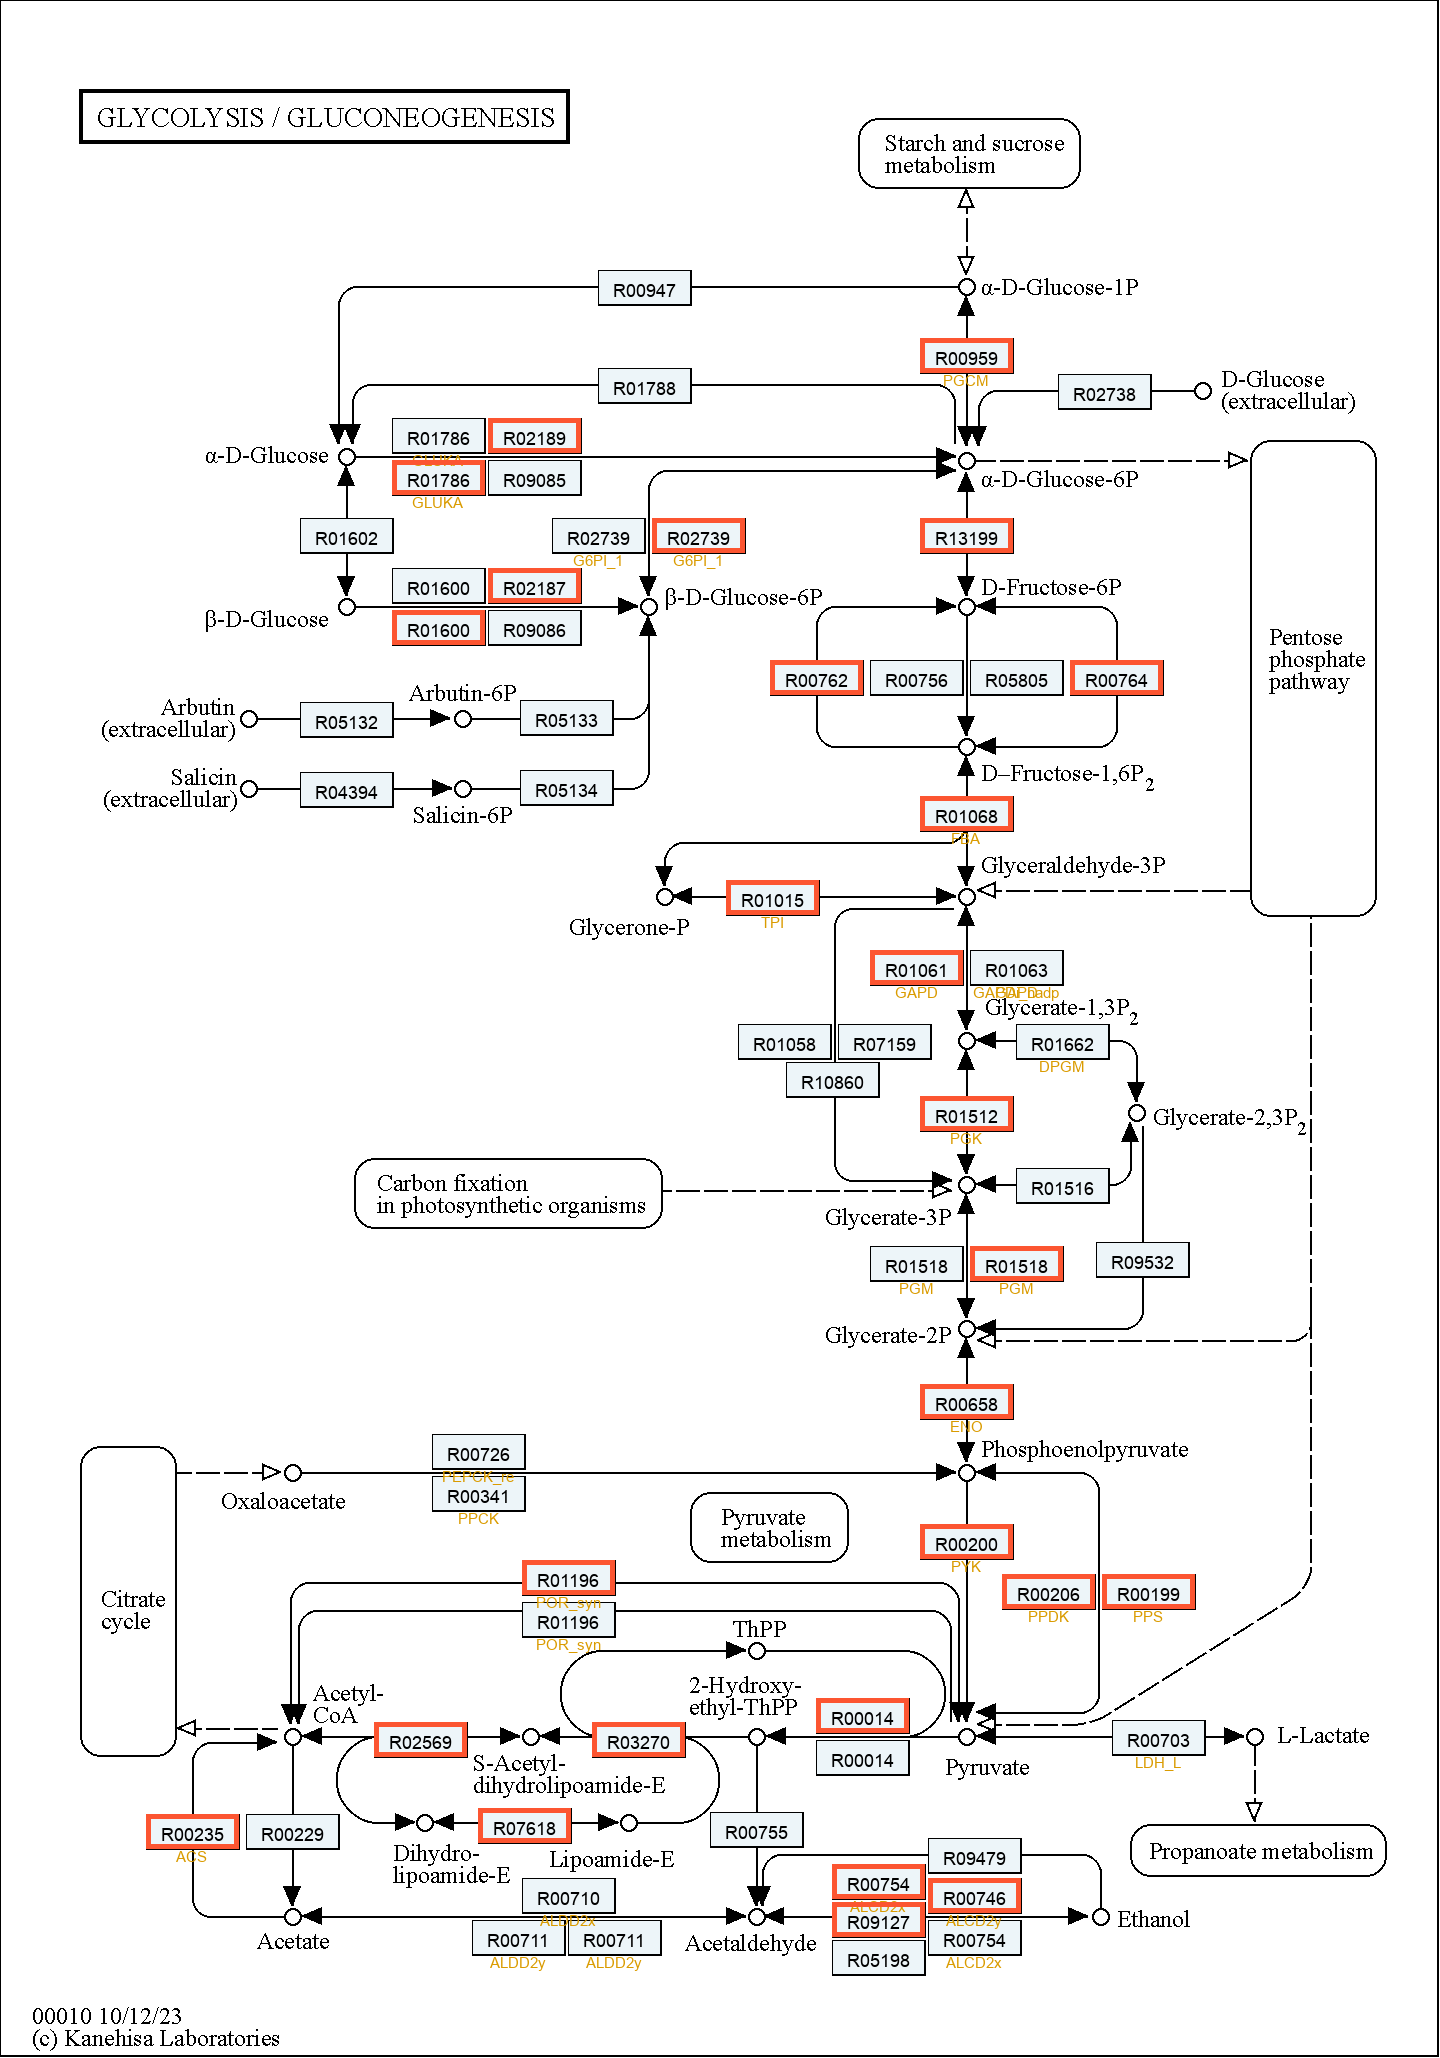 GLYCOLYSIS / GLUCONEOGENESIS
Starch and sucrose
metabolism
R00947
α-D-Glucose-1P
R00959
PGCM
R01788
R02738
D-Glucose
(extracellular)
R01786
R02189
GLUKA
α-D-Glucose
R01786
R09085
GLUKA
α-D-Glucose-6P
R01602
R02739
G6PI_1
R02739
G6PI_1
R13199
R01600
R02187
D-Fructose-6P
β-D-Glucose
β-D-Glucose-6P
R01600
R09086
Pentose
phosphate
pathway
R00762
R00756
R05805
R00764
Arbutin-6P
Arbutin
(extracellular)
R05132
R05133
Salicin
(extracellular)
R04394
R05134
Salicin-6P
D–Fructose-1,6P2
R01068
FBA
Glyceraldehyde-3P
R01015
TPI
Glycerone-P
R01061
GAPD
R01063
Glycerate-1,3P2
R01058
R07159
R10860
R01662
DPGM
R01512
PGK
Glycerate-2,3P2
Carbon fixation
in photosynthetic organisms
R01516
Glycerate-3P
R01518
PGM
R01518
PGM
R09532
Glycerate-2P
R00658
ENO
Phosphoenolpyruvate
R00726
PEPCK_re
Oxaloacetate
R00341
PPCK
Pyruvate
metabolism
R00200
PYK
R01196
POR_syn
R00206
PPDK
R00199
PPS
Citrate
cycle
R01196
POR_syn
ThPP
2-Hydroxy-
ethyl-ThPP
Acetyl-
CoA
R00014
R02569
R03270
R00014
S-Acetyl-
dihydrolipoamide-E
Pyruvate
R00703
LDH_L
L-Lactate
R00235
ACS
R00229
R07618
R00755
Dihydro-
lipoamide-E
Lipoamide-E
Propanoate metabolism
R09479
R00710
ALDD2x
R00754
ALCD2x
R00746
ALCD2y
Acetate
R00711
ALDD2y
R00711
ALDD2y
Acetaldehyde
R09127
Ethanol
R05198
R00754
ALCD2x
00010 10/12/23
(c) Kanehisa Laboratories